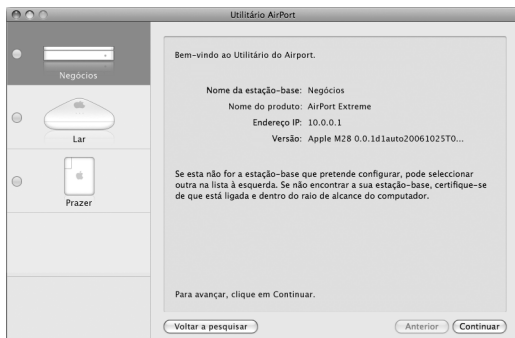 Utilitário AirPort
Negócios
Lar
Prazer
Bem-vindo ao Utilitário do Airport.
Nome da estação-base: Negócios
Nome do produto: AirPort Extreme
Endereço IP: 10.0.0.1
Versão: Apple M28 0.0.1d1auto20061025T0...
Se esta não for a estação-base que pretende configurar, pode seleccionar
outra na lista à esquerda. Se não encontrar a sua estação-base, certifique-se
de que está ligada e dentro do raio de alcance do computador.
Para avançar, clique em Continuar.
Voltar a pesquisar
Anterior
Continuar